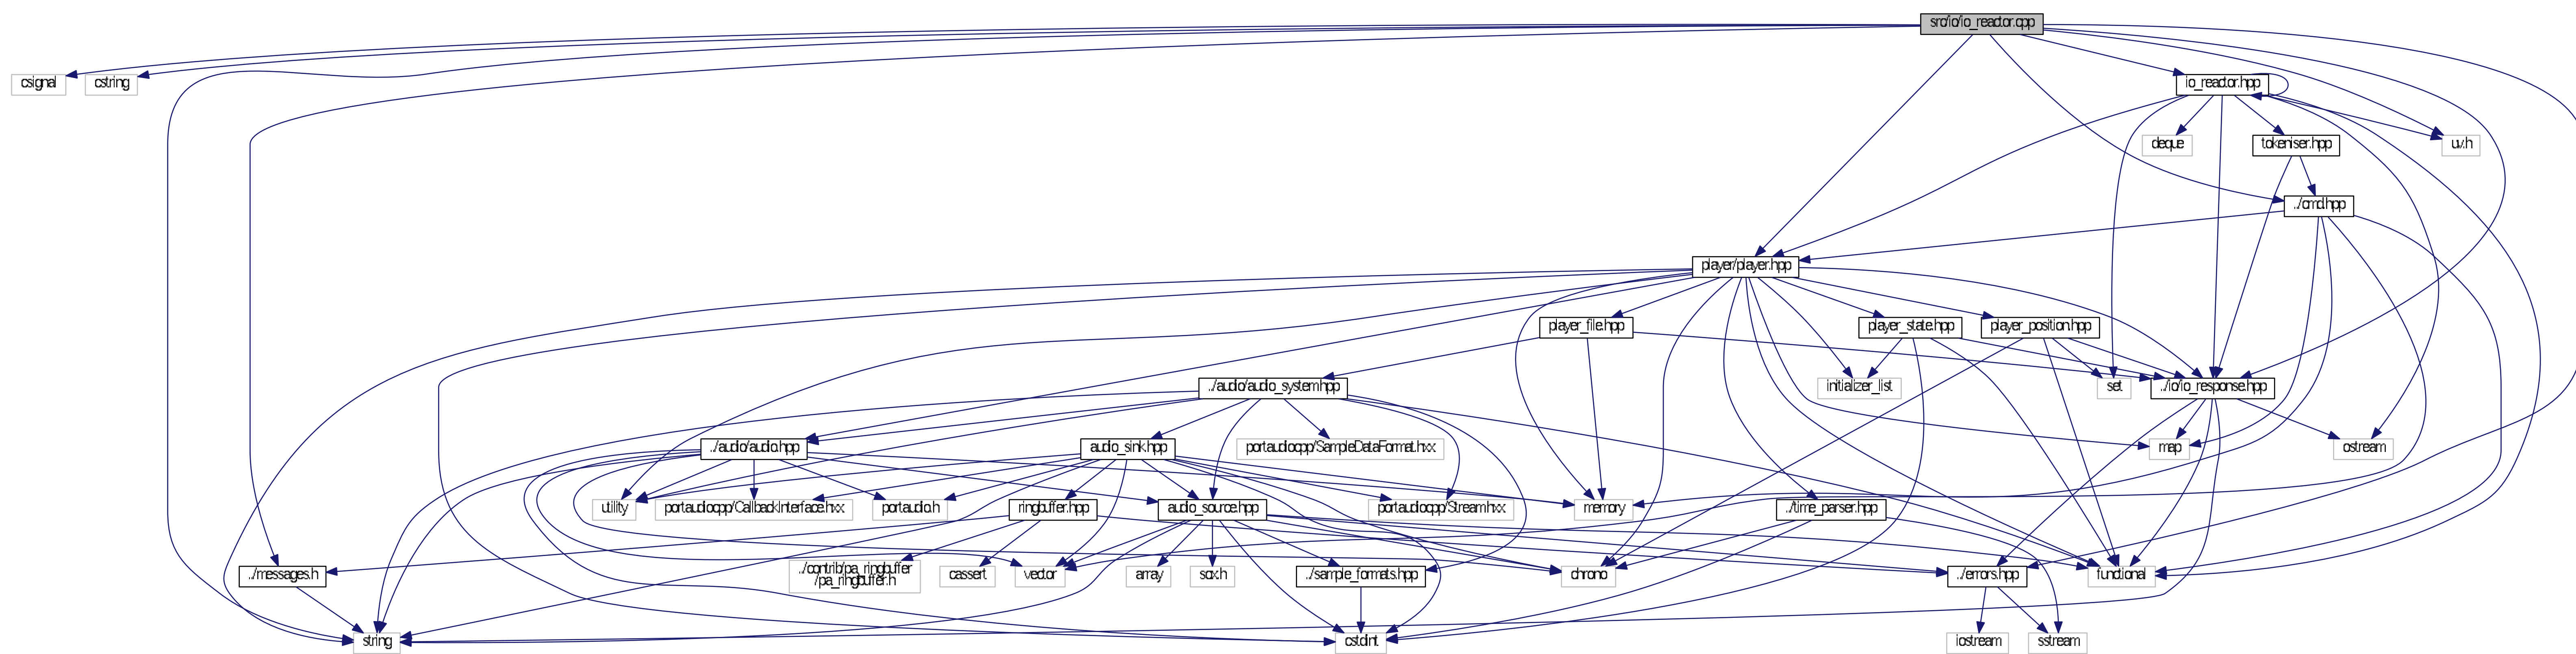 src/io/io_reactor.cpp
csignal
cstring
io_reactor.hpp
deque
tokeniser.hpp
uv.h
../cmd.hpp
player/player.hpp
player_file.hpp
player_state.hpp
player_position.hpp
../audio/audio_system.hpp
initializer_list
set
../io/io_response.hpp
../audio/audio.hpp
audio_sink.hpp
portaudiocpp/SampleDataFormat.hxx
map
ostream
utility
portaudiocpp/CallbackInterface.hxx
portaudio.h
ringbuffer.hpp
audio_source.hpp
portaudiocpp/Stream.hxx
memory
../time_parser.hpp
../messages.h
../contrib/pa_ringbuffer
/pa_ringbuffer.h
cassert
vector
array
sox.h
../sample_formats.hpp
chrono
../errors.hpp
functional
string
cstdint
iostream
sstream